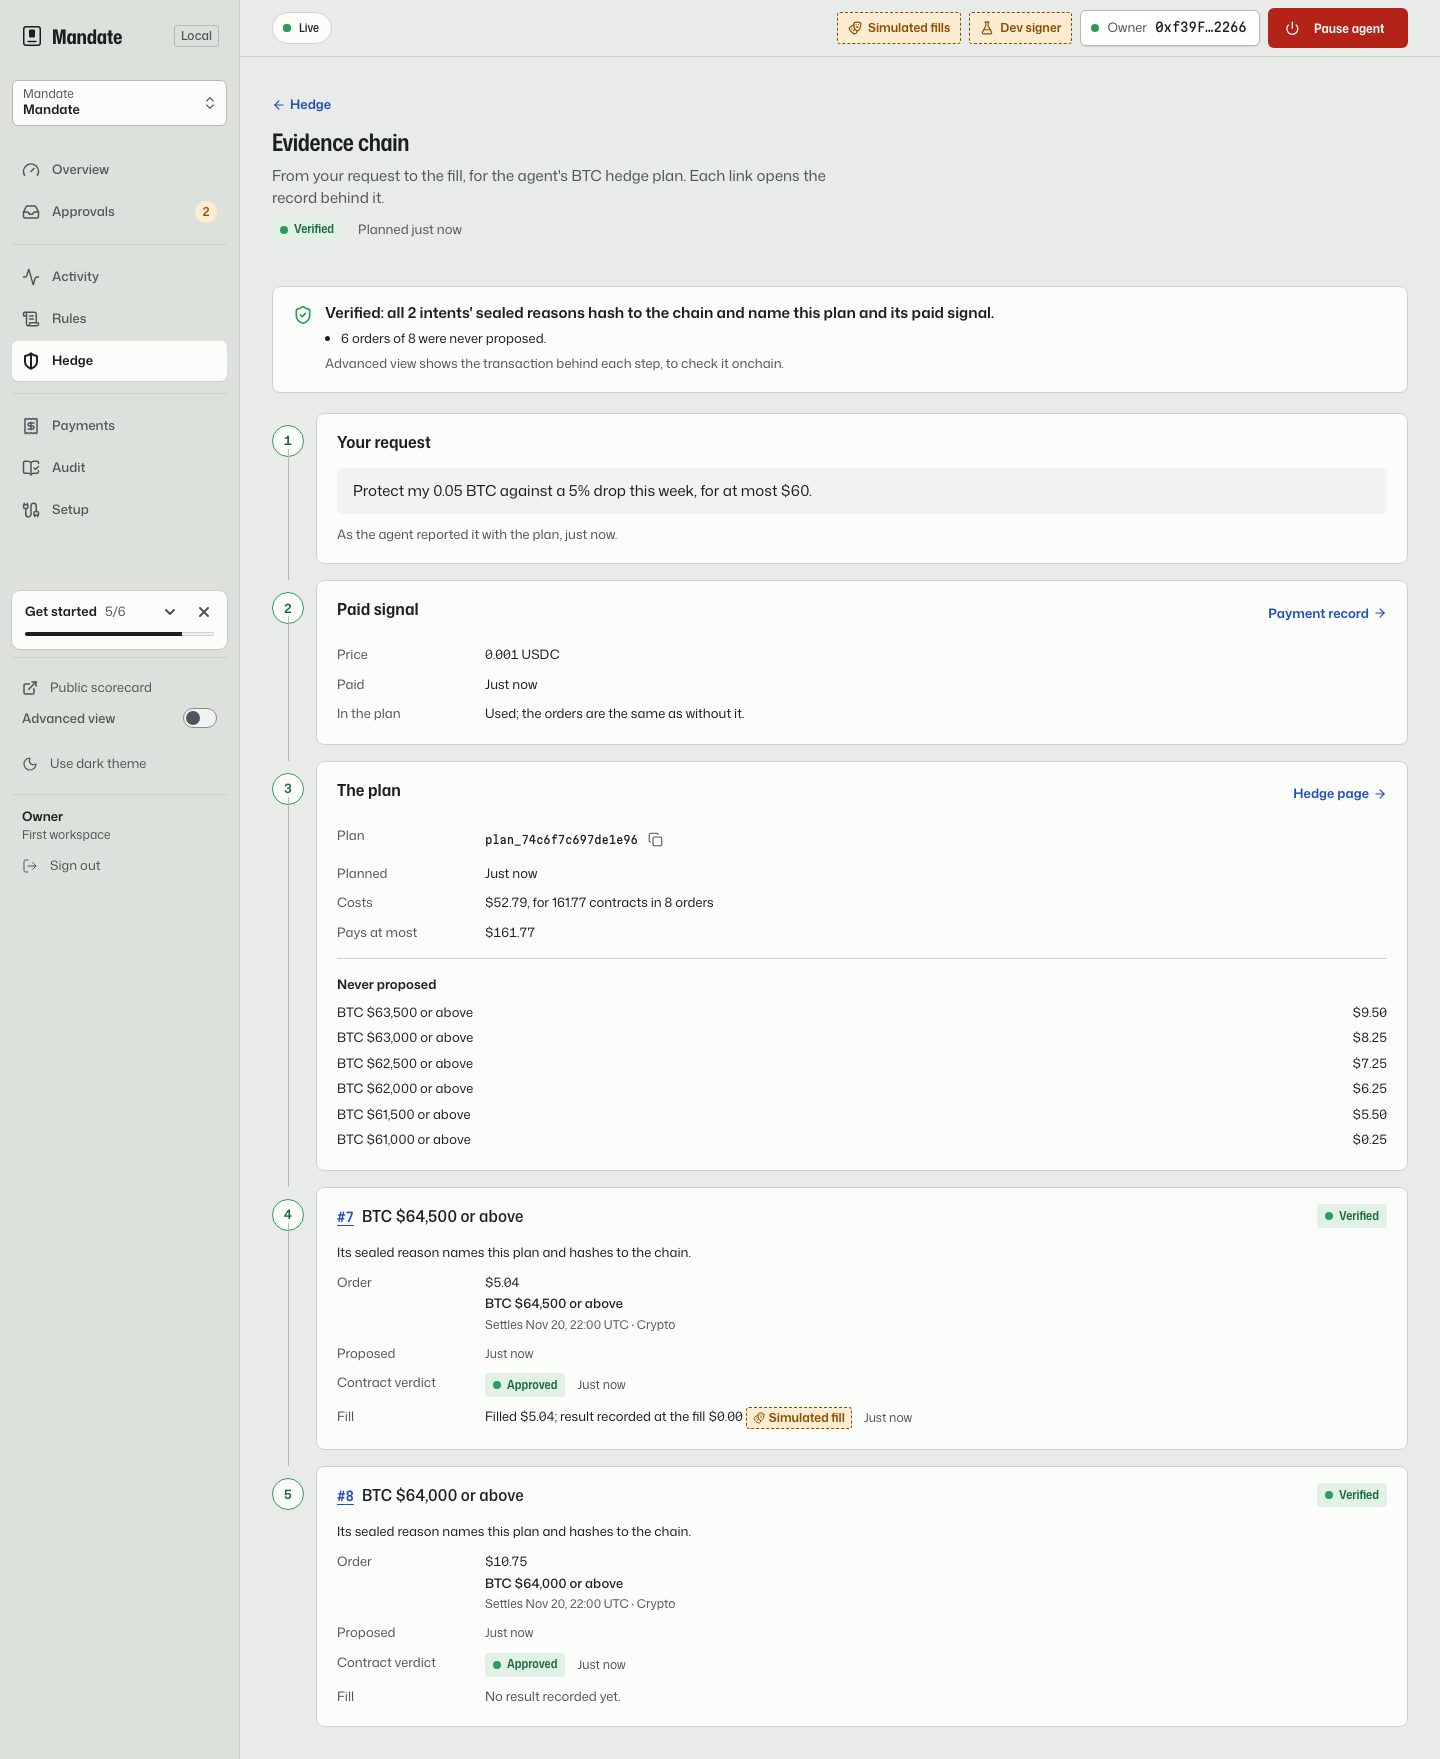 Mandate
Local
Mandate
Mandate
Overview
Approvals
2
Activity
Rules
Hedge
Payments
Audit
Setup
Get started 5/6
Public scorecard
Advanced view
Use dark theme
Owner
First workspace
Sign out
Live
Simulated fills
Dev signer
Owner 0xf39F…2266
Pause agent
Hedge
Evidence chain
From your request to the fill, for the agent's BTC hedge plan. Each link opens the
record behind it.
Verified
Planned just now
Verified: all 2 intents' sealed reasons hash to the chain and name this plan and its paid signal.
6 orders of 8 were never proposed.
Advanced view shows the transaction behind each step, to check it onchain.
1
Your request
Protect my 0.05 BTC against a 5% drop this week, for at most $60.
As the agent reported it with the plan, just now.
2
Paid signal
Payment record
Price 0.001 USDC
Paid Just now
In the plan Used; the orders are the same as without it.
3
The plan
Hedge page
Plan plan_74c6f7c697de1e96
Planned Just now
Costs $52.79, for 161.77 contracts in 8 orders
Pays at most $161.77
Never proposed
BTC $63,500 or above $9.50
BTC $63,000 or above $8.25
BTC $62,500 or above $7.25
BTC $62,000 or above $6.25
BTC $61,500 or above $5.50
BTC $61,000 or above $0.25
4
#7 BTC $64,500 or above
Verified
Its sealed reason names this plan and hashes to the chain.
Order $5.04
BTC $64,500 or above
Settles Nov 20, 22:00 UTC · Crypto
Proposed Just now
Contract verdict Approved Just now
Fill Filled $5.04; result recorded at the fill $0.00 Simulated fill Just now
5
#8 BTC $64,000 or above
Verified
Its sealed reason names this plan and hashes to the chain.
Order $10.75
BTC $64,000 or above
Settles Nov 20, 22:00 UTC · Crypto
Proposed Just now
Contract verdict Approved Just now
Fill No result recorded yet.